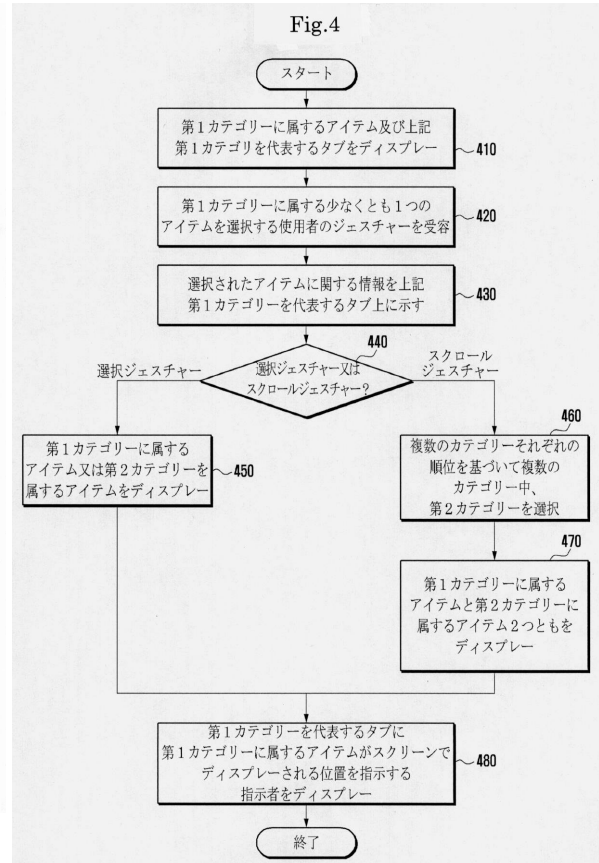 Fig.4
スタート
第1カテゴリーに属するアイテム及び上記
第1カテゴリを代表するタブをディスプレー
410
第1カテゴリーに属する少なくとも1つの
アイテムを選択する使用者のジェスチャーを受容
420
選択されたアイテムに関する情報を上記
第1カテゴリーを代表するタブ上に示す
430
440
選択ジェスチャー又は
スクロールジェスチャー?
選択ジェスチャー
スクロール
ジェスチャー
第1カテゴリーに属する
アイテム又は第2カテゴリーを
属するアイテムをディスプレー
450
460
複数のカテゴリーそれぞれの
順位を基づいて複数の
カテゴリー中、
第2カテゴリーを選択
470
第1カテゴリーに属する
アイテムと第2カテゴリーに
属するアイテム2つともを
ディスプレー
第1カテゴリーを代表するタブに
第1カテゴリーに属するアイテムがスクリーンで
ディスプレーされる位置を指示する
指示者をディスプレー
480
終了